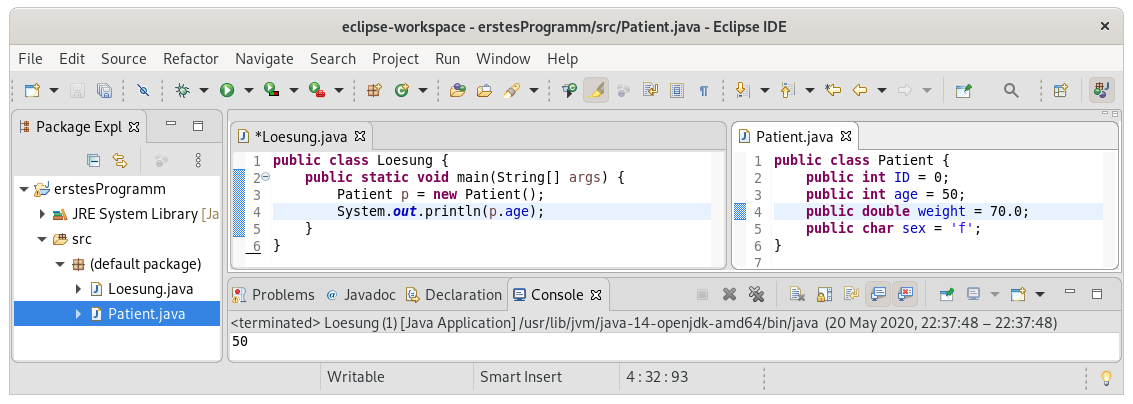 eclipse-workspace - erstesProgramm/src/Patient.java - Eclipse IDE
File Edit Source Refactor Navigate Search Project Run Window Help
Package Expl
erstesProgramm
JRE System Library [Ja
src
(default package)
Loesung.java
Patient.java
*Loesung.java
1 public class Loesung {
2 public static void main(String[] args) {
3 Patient p = new Patient();
4 System.out.println(p.age);
5 }
6 }
Patient.java
1 public class Patient {
2 public int ID = 0;
3 public int age = 50;
4 public double weight = 70.0;
5 public char sex = 'f';
6 }
7
Problems @ Javadoc Declaration Console
<terminated> Loesung (1) [Java Application] /usr/lib/jvm/java-14-openjdk-amd64/bin/java (20 May 2020, 22:37:48 – 22:37:48)
50
Writable Smart Insert 4 : 32 : 93